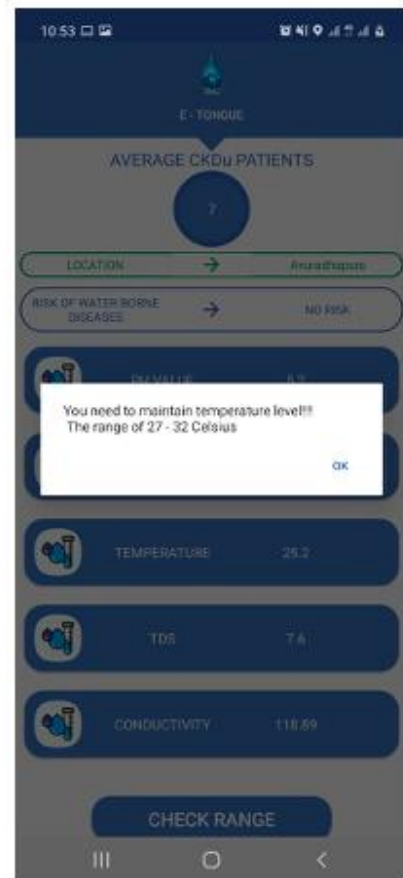 10:53
E - TONGUE
AVERAGE CKDu PATIENTS
7
LOCATION → Anuradhapura
RISK OF WATER BORNE
DISEASES → NO RISK
PH VALUE
You need to maintain temperature level!!!
The range of 27 - 32 Celsius
OK
TEMPERATURE 25.2
TDS 7.6
CONDUCTIVITY 118.89
CHECK RANGE